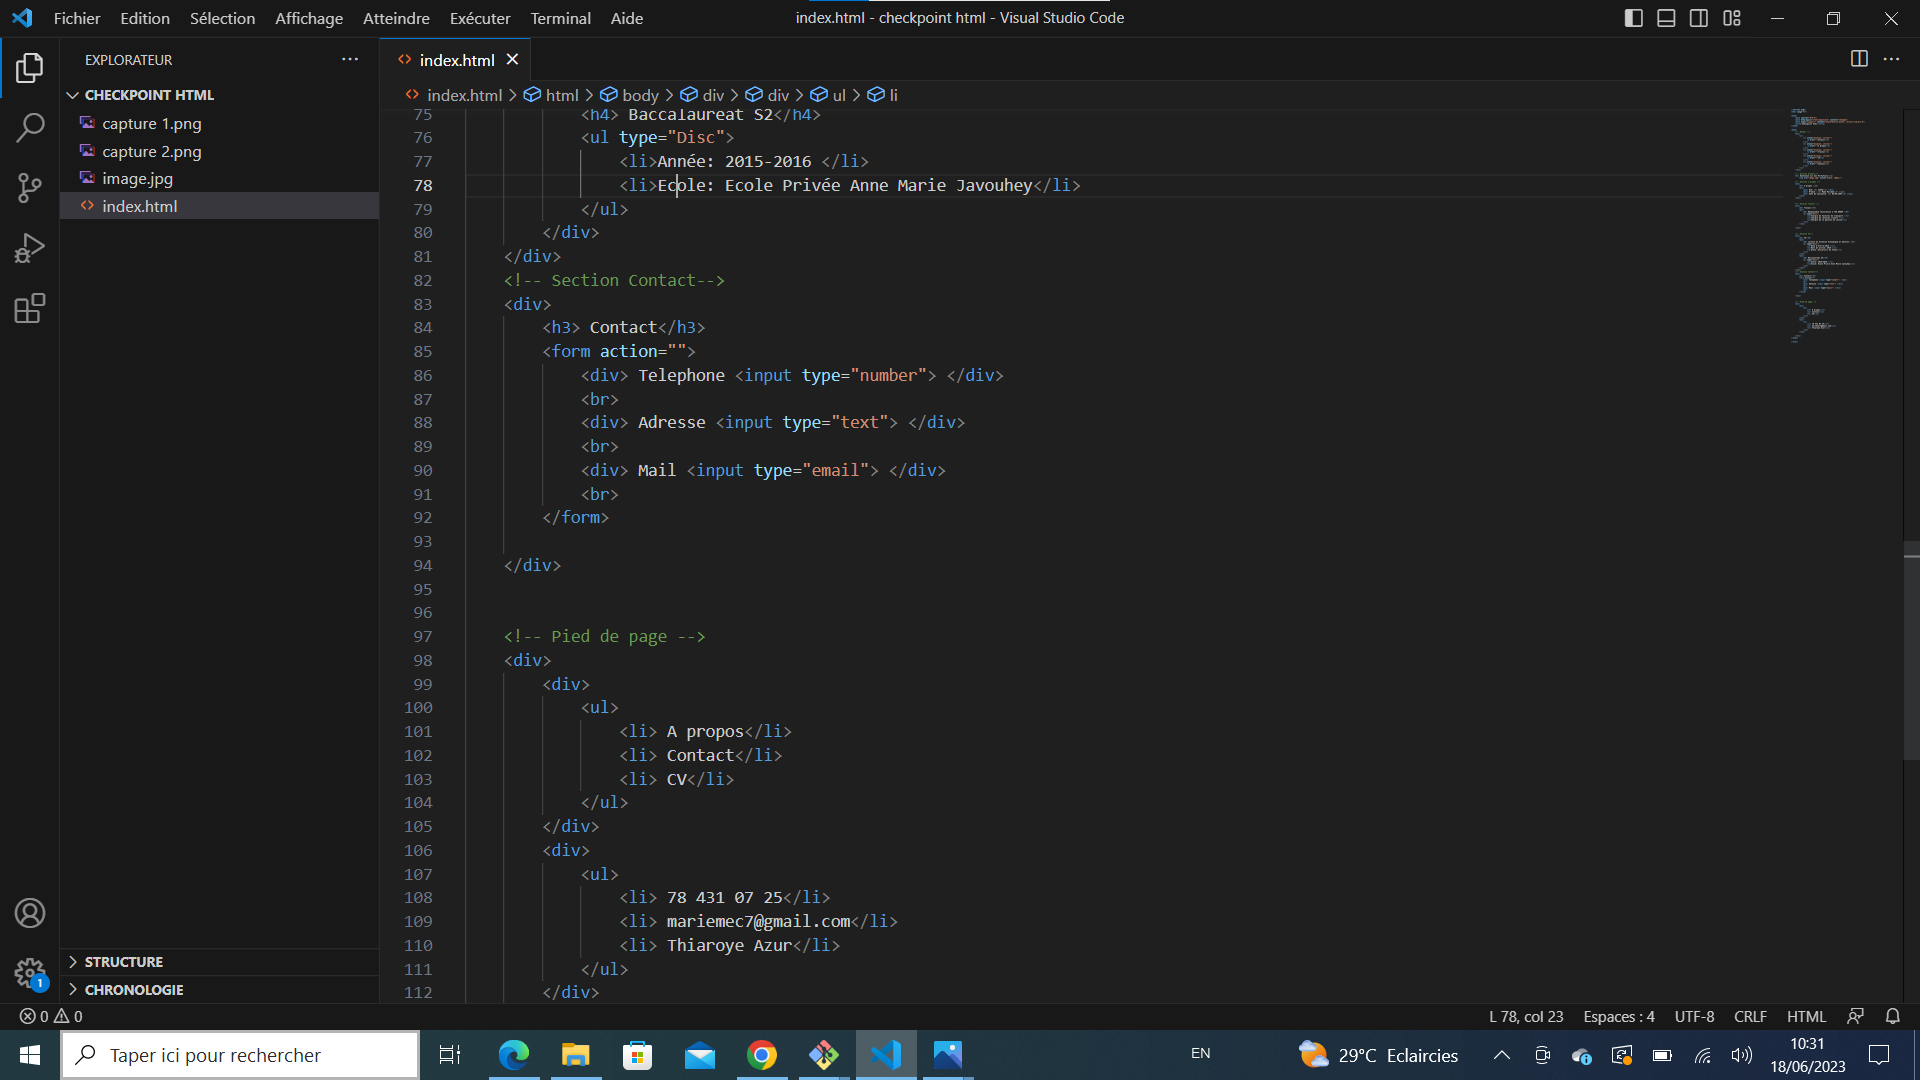 Fichier Edition Sélection Affichage Atteindre Exécuter Terminal Aide index.html - checkpoint html - Visual Studio Code
EXPLORATEUR
CHECKPOINT HTML
capture 1.png
capture 2.png
image.jpg
index.html
STRUCTURE
CHRONOLOGIE
index.html
index.html > html > body > div > div > ul > li
75 <h4> Baccalaureat S2</h4>
76 <ul type="Disc">
77 <li>Année: 2015-2016 </li>
78 <li>Ecole: Ecole Privée Anne Marie Javouhey</li>
79 </ul>
80 </div>
81 </div>
82 <!-- Section Contact-->
83 <div>
84 <h3> Contact</h3>
85 <form action="">
86 <div> Telephone <input type="number"> </div>
87 <br>
88 <div> Adresse <input type="text"> </div>
89 <br>
90 <div> Mail <input type="email"> </div>
91 <br>
92 </form>
93
94 </div>
95
96
97 <!-- Pied de page -->
98 <div>
99 <div>
100 <ul>
101 <li> A propos</li>
102 <li> Contact</li>
103 <li> CV</li>
104 </ul>
105 </div>
106 <div>
107 <ul>
108 <li> 78 431 07 25</li>
109 <li> mariemec7@gmail.com</li>
110 <li> Thiaroye Azur</li>
111 </ul>
112 </div>
1
0 0 L 78, col 23 Espaces : 4 UTF-8 CRLF HTML
Taper ici pour rechercher EN 29°C Eclaircies 10:31
18/06/2023